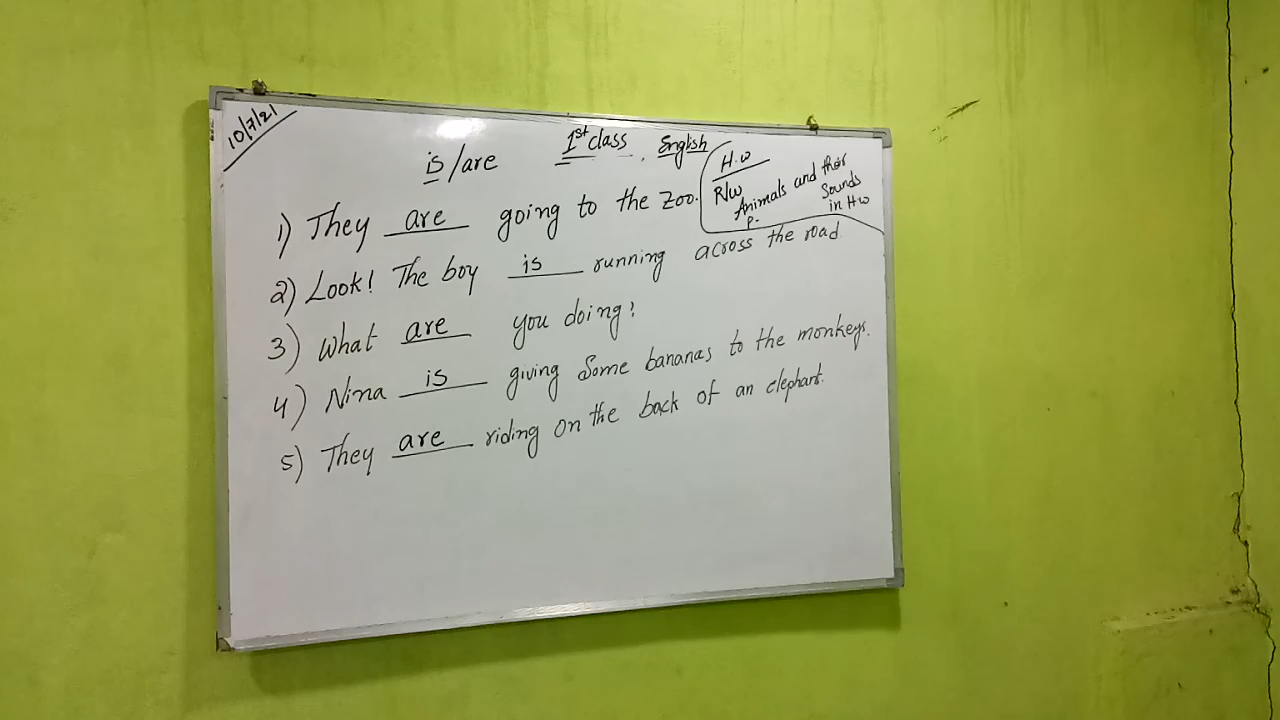 10/7/21
1st class, English
is/are
H.W
R/W
Animals and their
Sounds
P. in H W
1) They are going to the Zoo.
2) Look! The boy is running across the road.
3) What are you doing?
4) Nina is giving Some bananas to the monkeys.
5) They are riding on the back of an elephant.